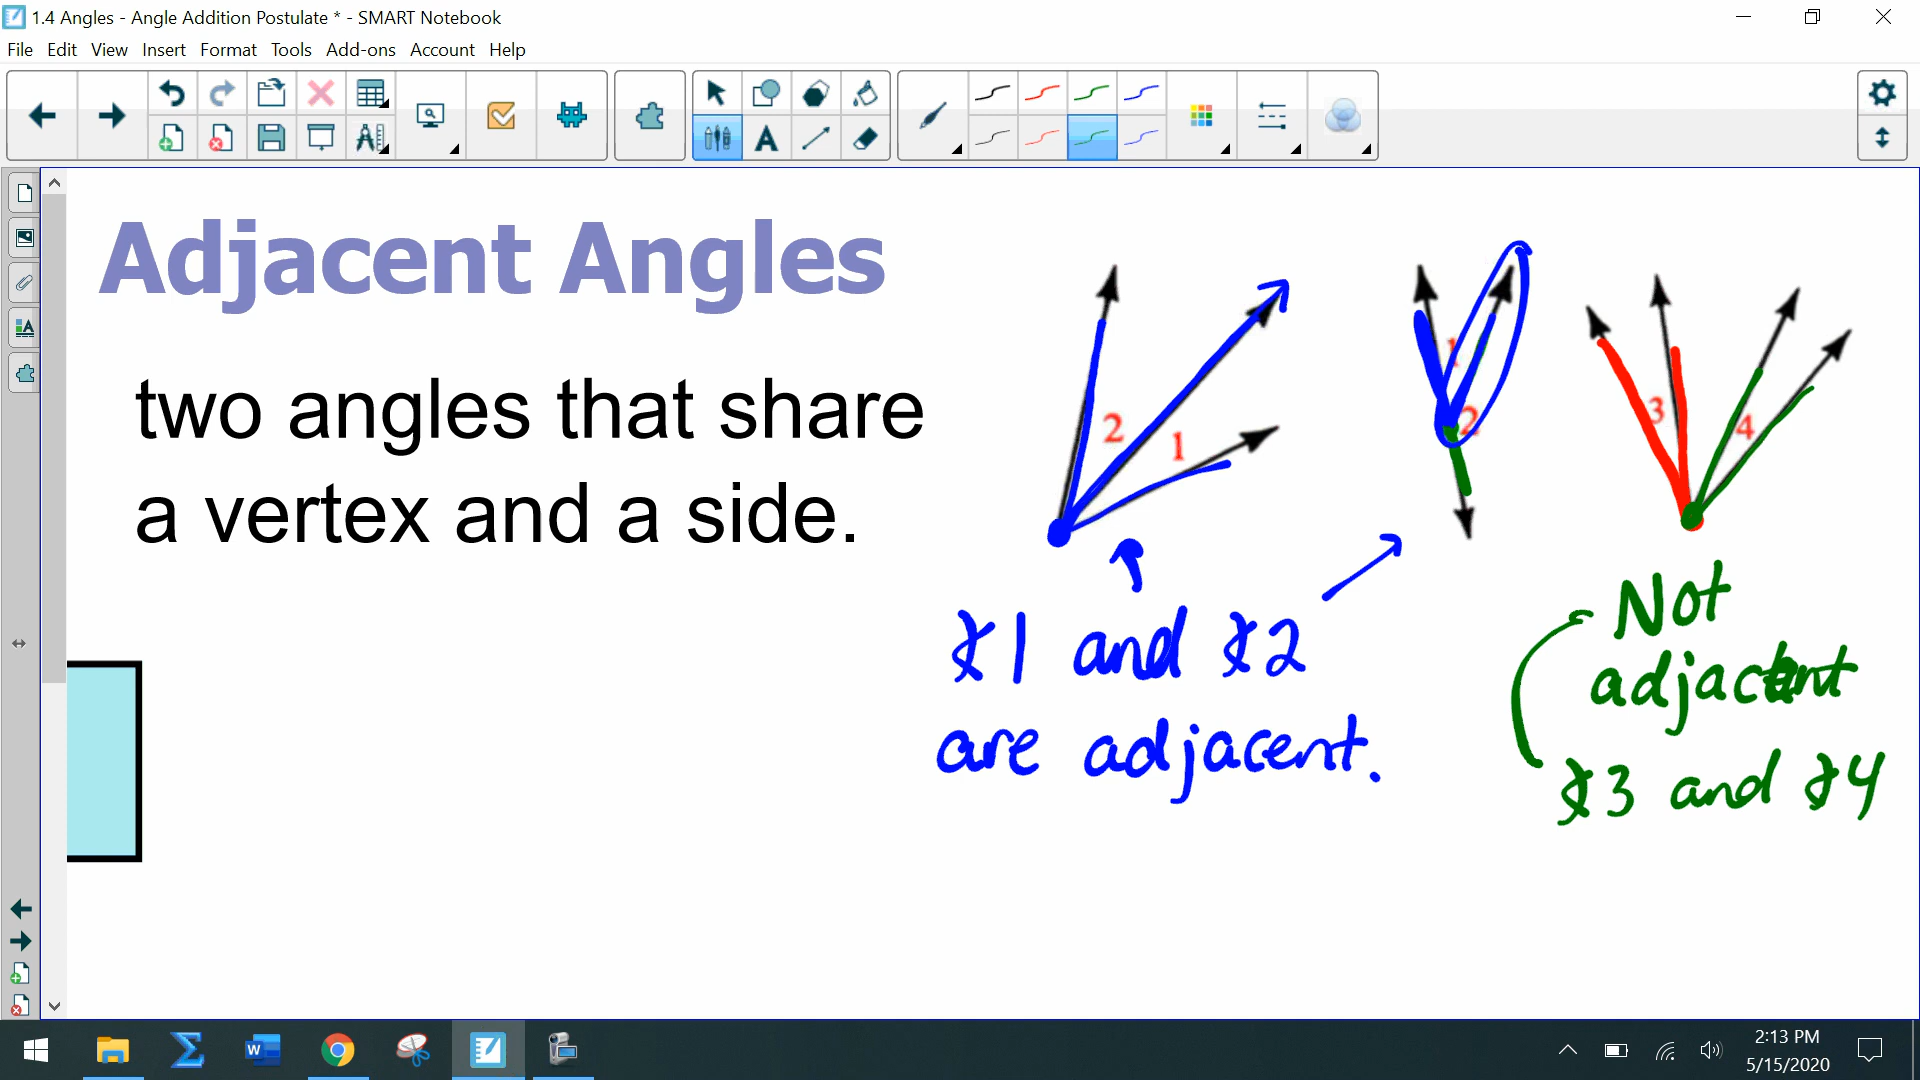 1.4 Angles - Angle Addition Postulate * - SMART Notebook
File Edit View Insert Format Tools Add-ons Account Help
Adjacent Angles
two angles that share
a vertex and a side.
2
1
1
2
3
4
∡1 and ∡2
are adjacent.
Not
adjacent
∡3 and ∡4
2:13 PM
5/15/2020